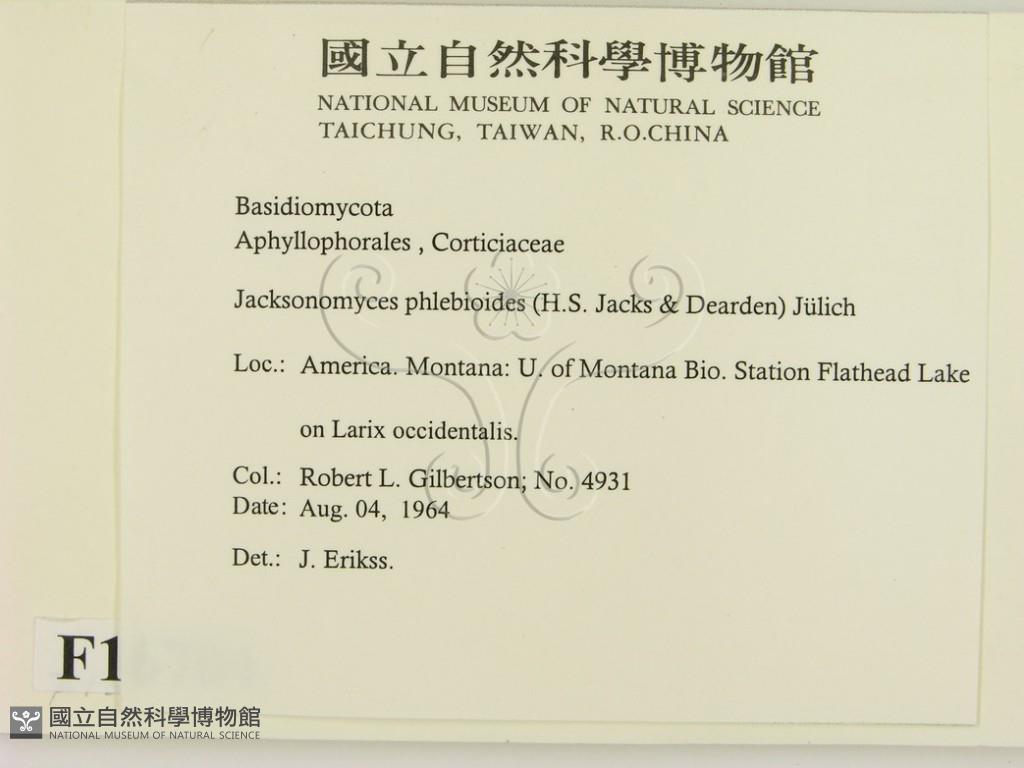 國立自然科學博物館
NATIONAL MUSEUM OF NATURAL SCIENCE
TAICHUNG, TAIWAN, R.O.CHINA
Basidiomycota
Aphyllophorales , Corticiaceae
Jacksonomyces phlebioides (H.S. Jacks & Dearden) Jülich
Loc.: America. Montana: U. of Montana Bio. Station Flathead Lake
on Larix occidentalis.
Col.: Robert L. Gilbertson; No. 4931
Date: Aug. 04, 1964
Det.: J. Erikss.
F1
國立自然科學博物館
NATIONAL MUSEUM OF NATURAL SCIENCE